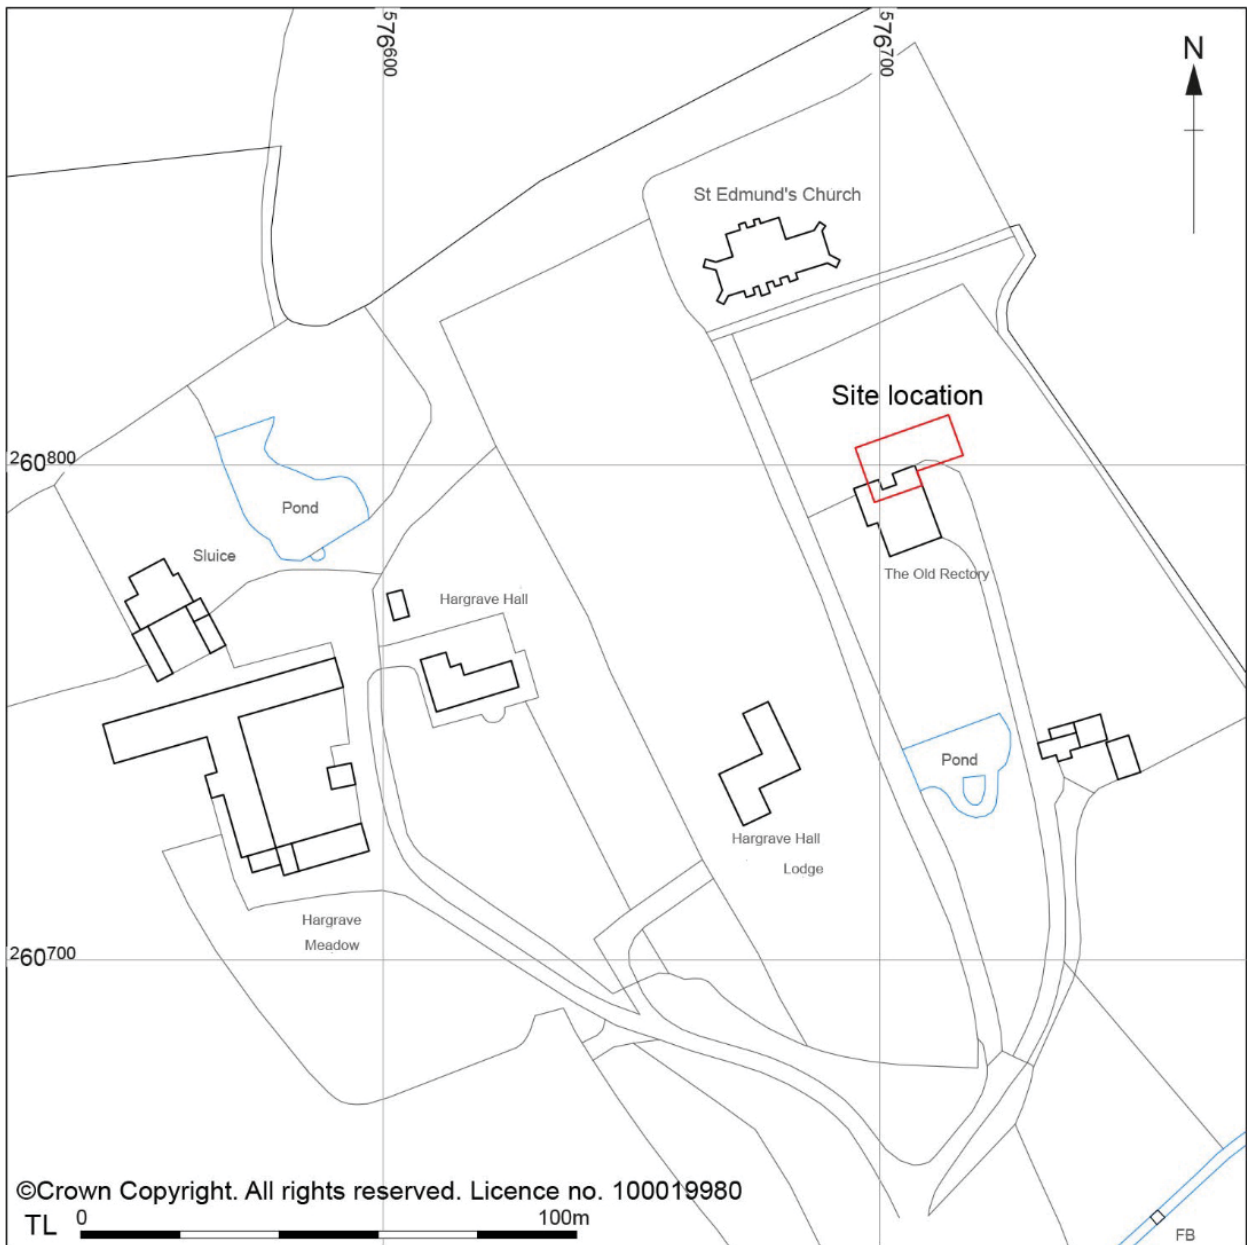 576600
576700
N
St Edmund's Church
Site location
260800
Pond
Sluice
The Old Rectory
Hargrave Hall
Pond
Hargrave Hall
Lodge
Hargrave
Meadow
260700
©Crown Copyright. All rights reserved. Licence no. 100019980
TL 0 100m
FB